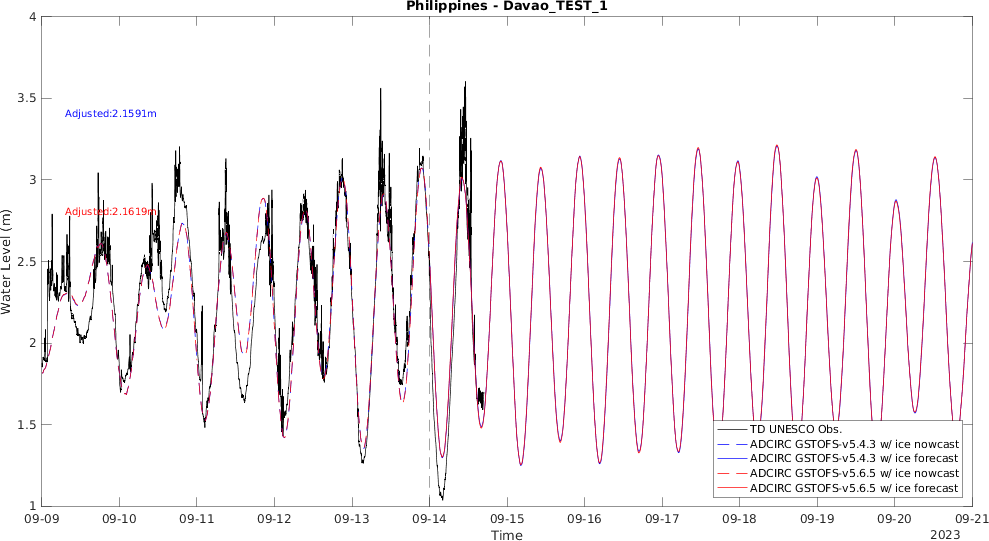 Philippines - Davao_TEST_1
Water Level (m)
4
3.5
3
2.5
2
1.5
1
Adjusted:2.1591m
Adjusted:2.1619m
TD UNESCO Obs.
ADCIRC GSTOFS-v5.4.3 w/ ice nowcast
ADCIRC GSTOFS-v5.4.3 w/ ice forecast
ADCIRC GSTOFS-v5.6.5 w/ ice nowcast
ADCIRC GSTOFS-v5.6.5 w/ ice forecast
09-09 09-10 09-11 09-12 09-13 09-14 09-15 09-16 09-17 09-18 09-19 09-20 09-21
Time
2023